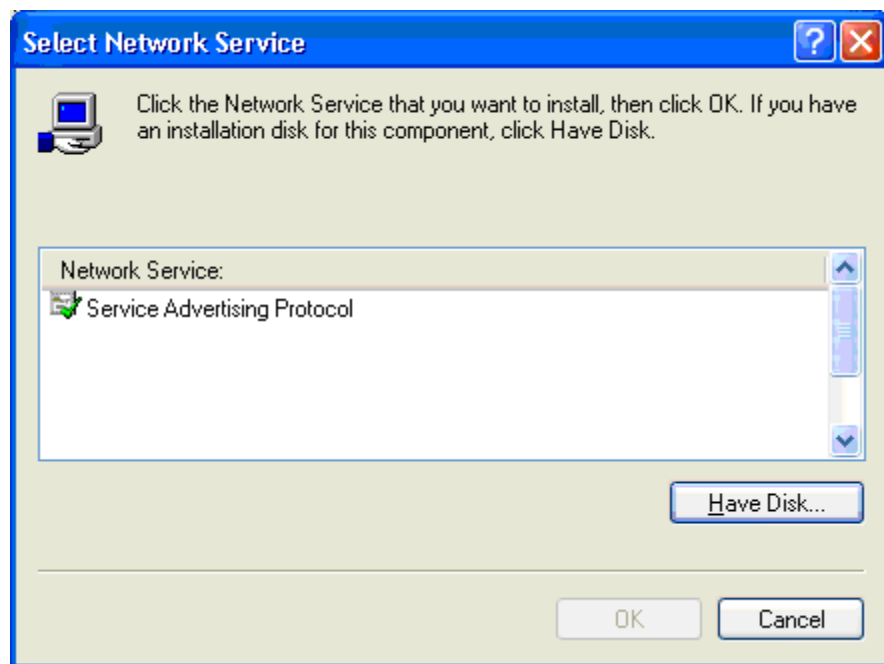 Select Network Service
Click the Network Service that you want to install, then click OK. If you have
an installation disk for this component, click Have Disk.
Network Service:
Service Advertising Protocol
Have Disk...
OK
Cancel